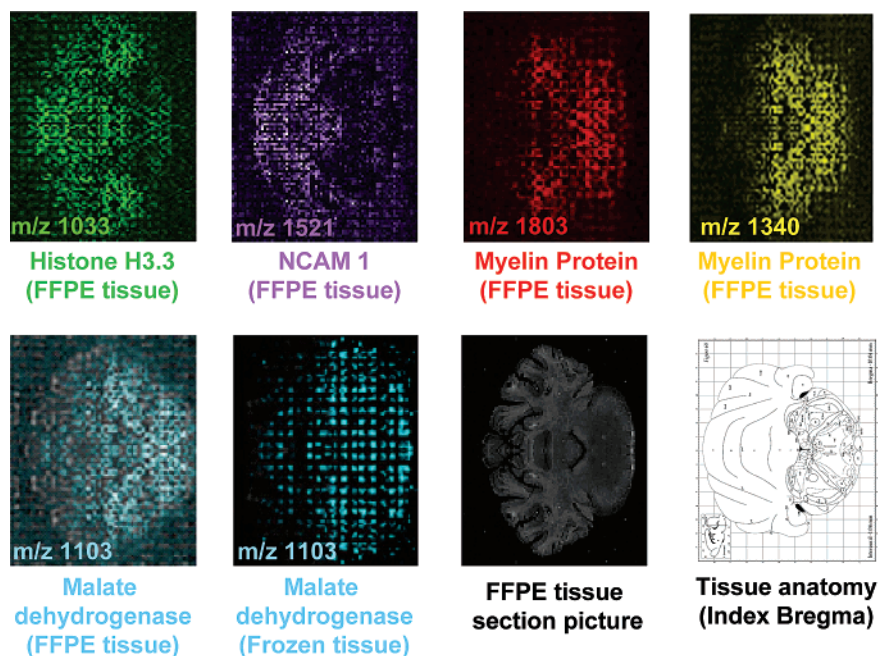 m/z 1033
m/z 1521
m/z 1803
m/z 1340
Histone H3.3
(FFPE tissue)
NCAM 1
(FFPE tissue)
Myelin Protein
(FFPE tissue)
Myelin Protein
(FFPE tissue)
m/z 1103
m/z 1103
Malate
dehydrogenase
(FFPE tissue)
Malate
dehydrogenase
(Frozen tissue)
FFPE tissue
section picture
Tissue anatomy
(Index Bregma)